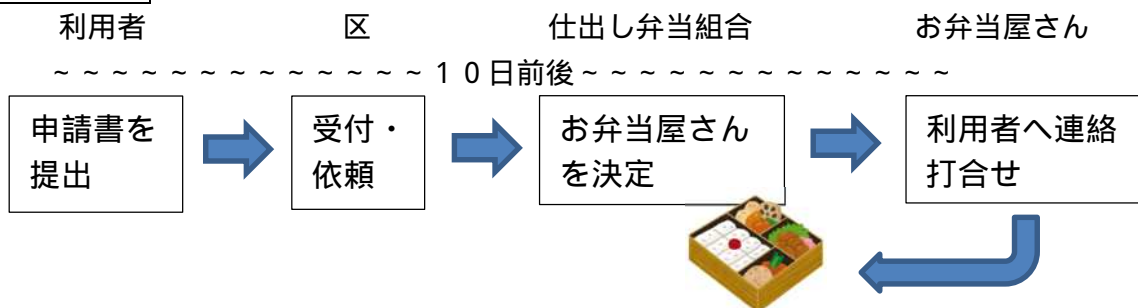 利用者 区 仕出し弁当組合 お弁当屋さん
~~~~~~~~~~~~~10日前後~~~~~~~~~~~~~
申請書を
提出
受付・
依頼
お弁当屋さん
を決定
利用者へ連絡
打合せ